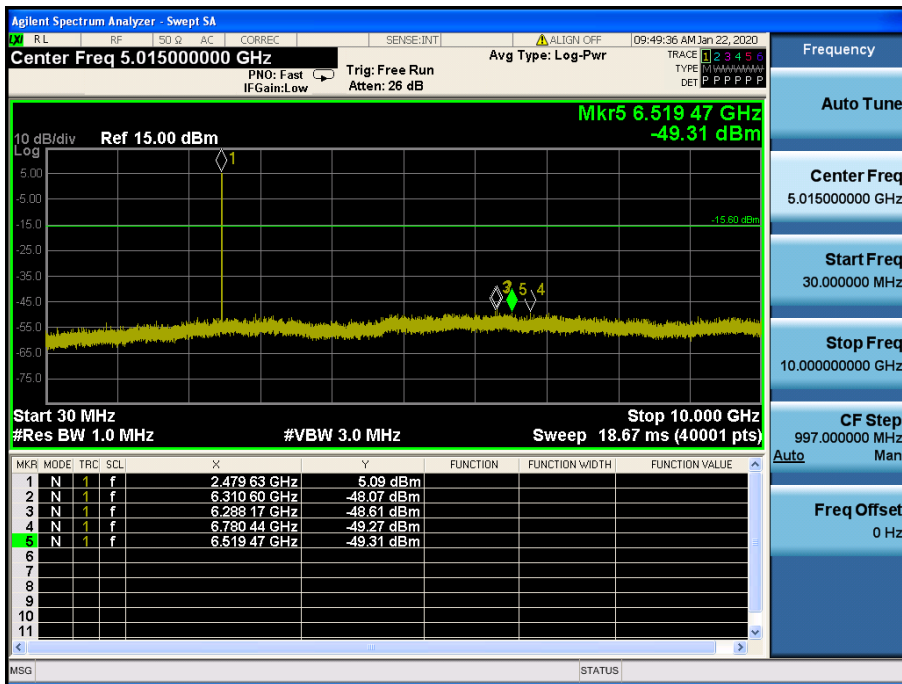 Agilent Spectrum Analyzer - Swept SA
LXI RL RF 50 Ω AC CORREC SENSE:INT ALIGN OFF 09:49:36 AM Jan 22, 2020
Center Freq 5.015000000 GHz
PNO: Fast
IFGain:Low
Trig: Free Run
Atten: 26 dB
Avg Type: Log-Pwr
TRACE 1 2 3 4 5 6
TYPE MWWWWW
DET P P P P P P
Mkr5 6.519 47 GHz
-49.31 dBm
10 dB/div Ref 15.00 dBm
Log
5.00
-5.00
-15.0
-25.0
-35.0
-45.0
-55.0
-65.0
-75.0
1
-15.60 dBm
3 5 4
Start 30 MHz Stop 10.000 GHz
#Res BW 1.0 MHz #VBW 3.0 MHz Sweep 18.67 ms (40001 pts)
MKR MODE TRC SCL X Y FUNCTION FUNCTION WIDTH FUNCTION VALUE
1 N 1 f 2.479 63 GHz 5.09 dBm
2 N 1 f 6.310 60 GHz -48.07 dBm
3 N 1 f 6.288 17 GHz -48.61 dBm
4 N 1 f 6.780 44 GHz -49.27 dBm
5 N 1 f 6.519 47 GHz -49.31 dBm
6
7
8
9
10
11
MSG STATUS
Frequency
Auto Tune
Center Freq
5.015000000 GHz
Start Freq
30.000000 MHz
Stop Freq
10.000000000 GHz
CF Step
997.000000 MHz
Auto Man
Freq Offset
0 Hz